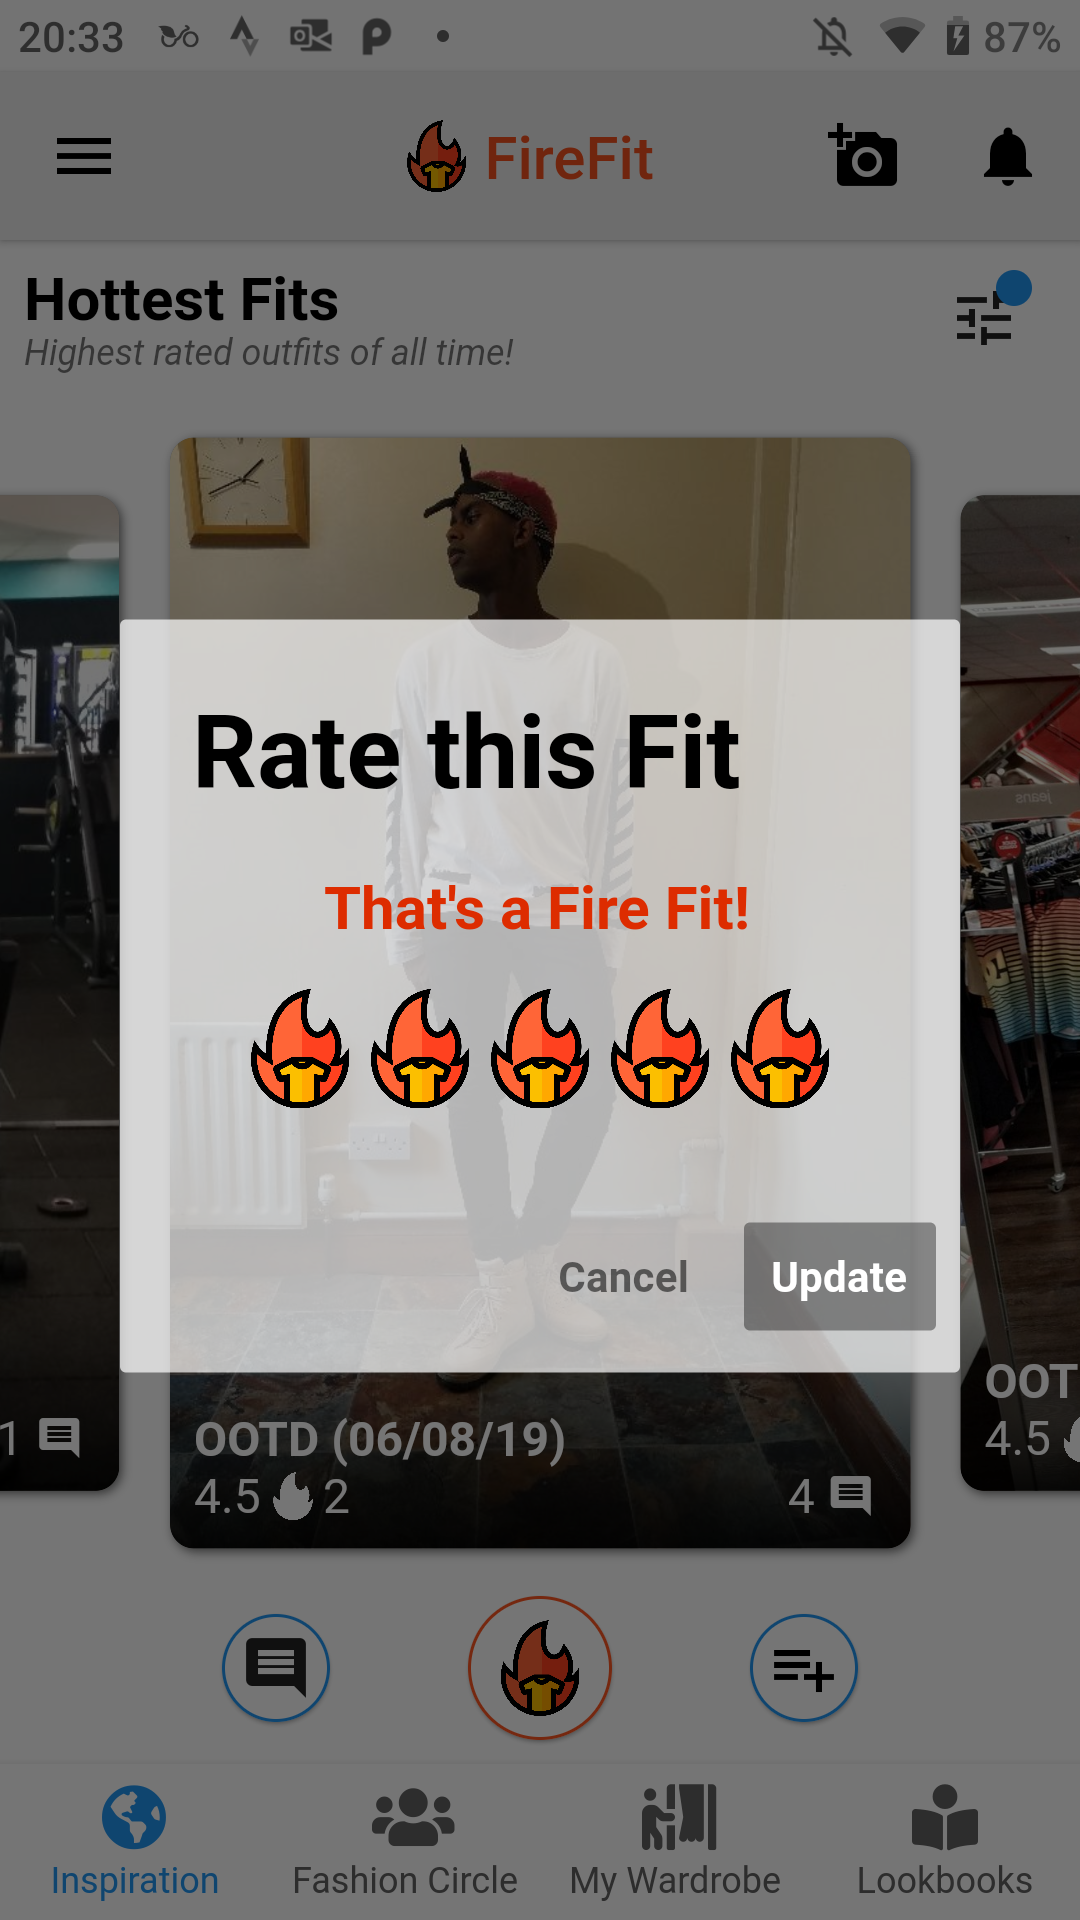 20:33
87%
FireFit
Hottest Fits
Highest rated outfits of all time!
jeans
Rate this Fit
That's a Fire Fit!
Cancel
Update
1
OOTD (06/08/19)
4.5 2
4
OOT
4.5
Inspiration
Fashion Circle
My Wardrobe
Lookbooks